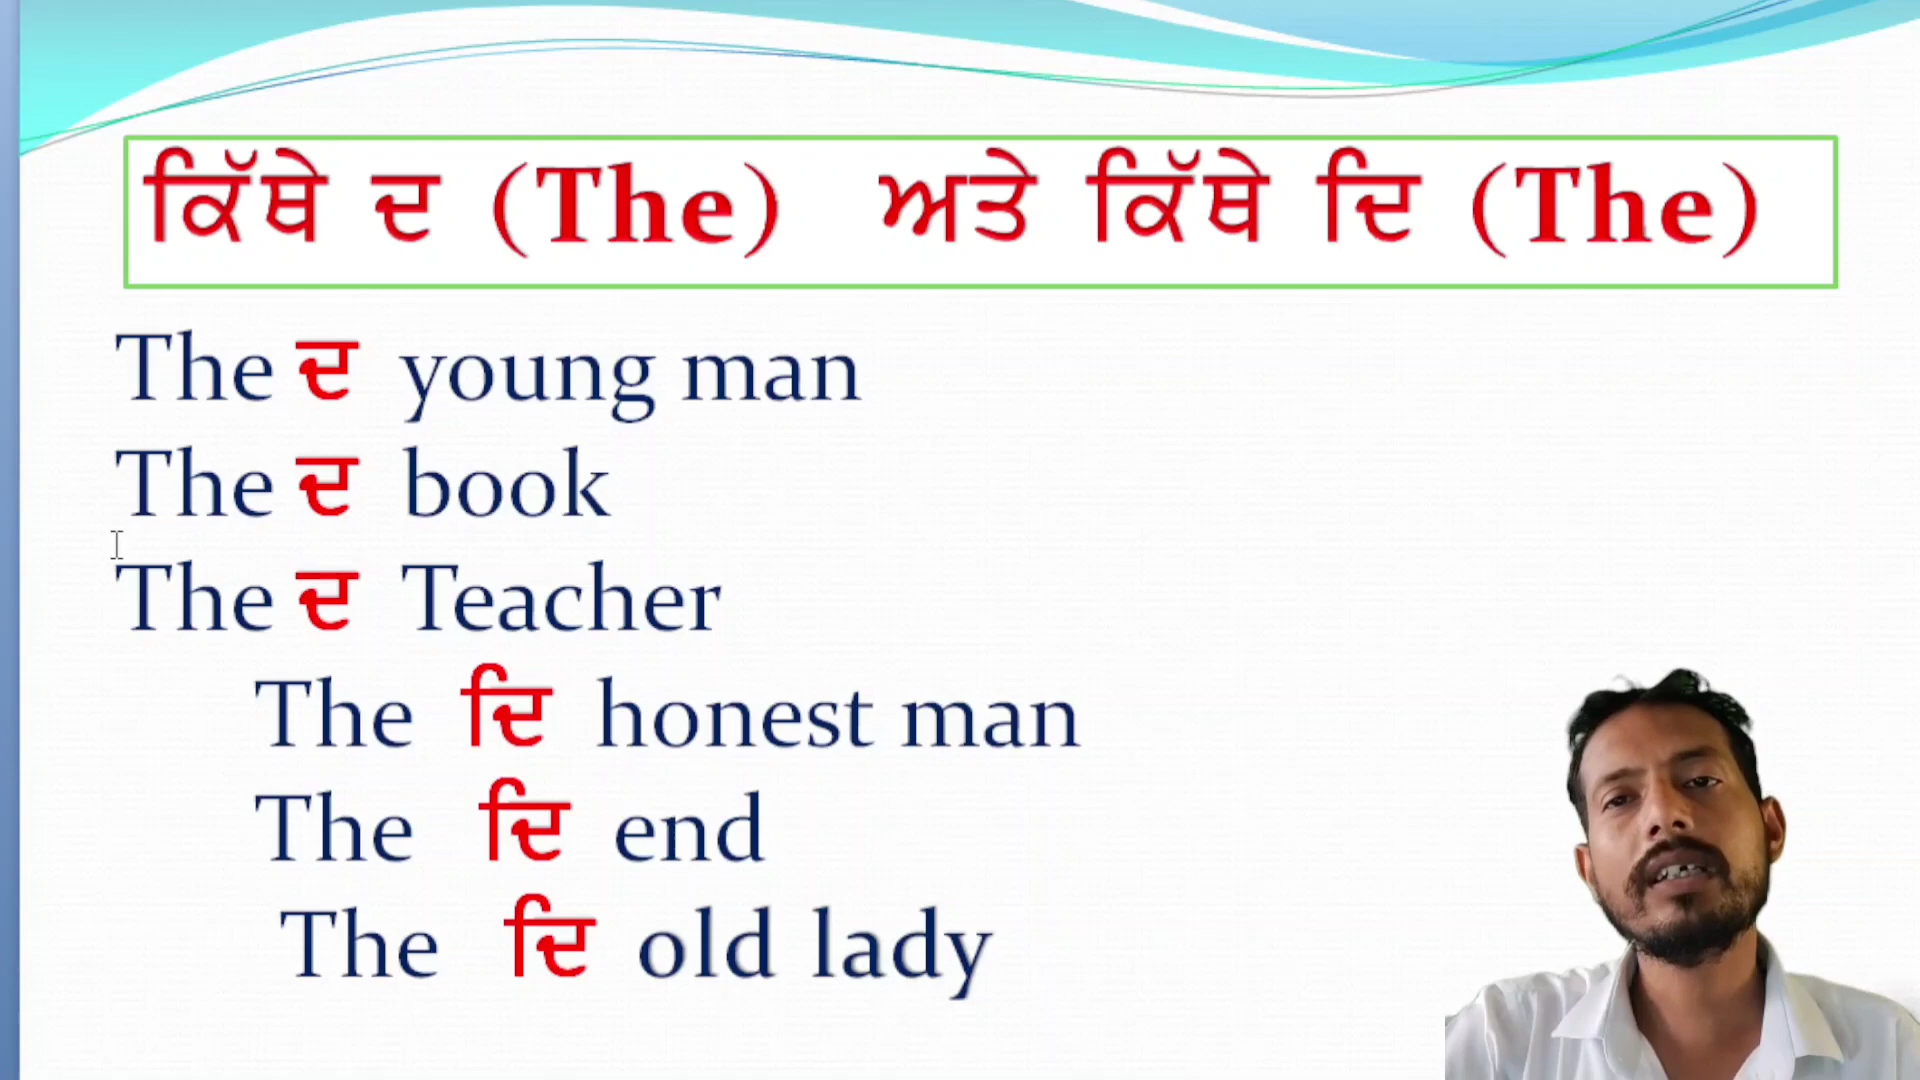 ਕਿੱਥੇ ਦ (The) ਅਤੇ ਕਿੱਥੇ ਦਿ (The)
The ਦ young man
The ਦ book
The ਦ Teacher
The ਦਿ honest man
The ਦਿ end
The ਦਿ old lady